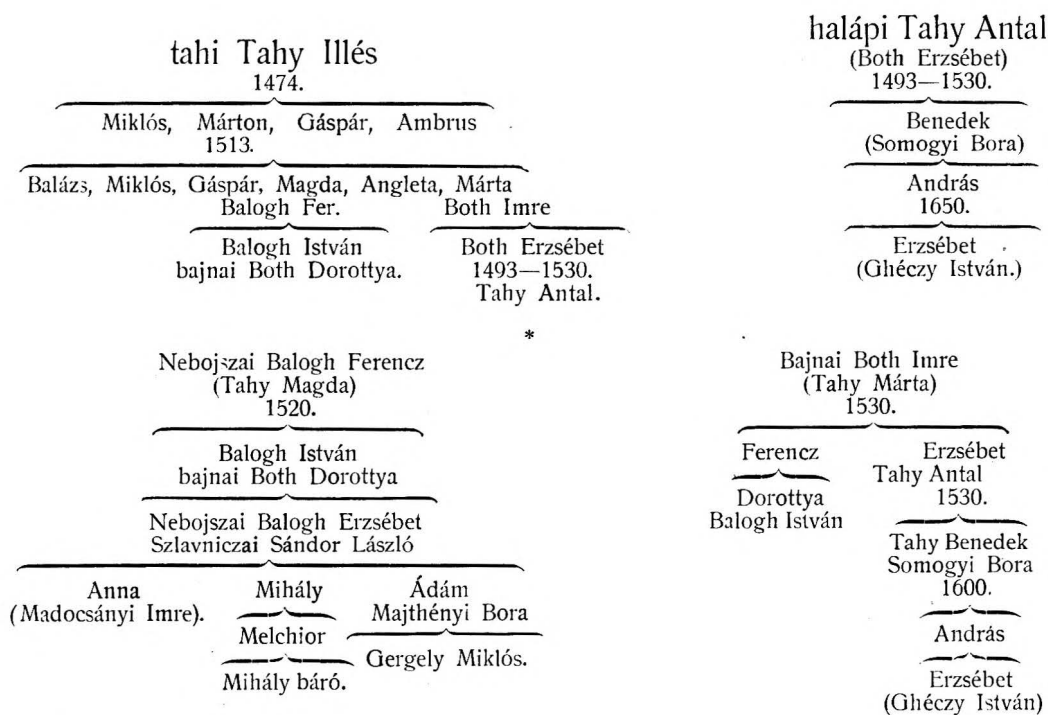 tahi Tahy Illés
1474.
Miklós, Márton, Gáspár, Ambrus
1513.
Balázs, Miklós, Gáspár, Magda, Angleta, Márta
Balogh Fer. Both Imre
Balogh István Both Erzsébet
bajnai Both Dorottya. 1493—1530.
Tahy Antal.
halápi Tahy Antal
(Both Erzsébet)
1493—1530.
Benedek
(Somogyi Bora)
András
1650.
Erzsébet
(Ghéczy István.)
*
Nebojszai Balogh Ferencz
(Tahy Magda)
1520.
Balogh István
bajnai Both Dorottya
Nebojszai Balogh Erzsébet
Szlavniczai Sándor László
Anna Mihály Ádám
(Madocsányi Imre). Majthényi Bora
Melchior
Gergely Miklós.
Mihály báró.
Bajnai Both Imre
(Tahy Márta)
1530.
Ferencz Erzsébet
Tahy Antal
Dorottya 1530.
Balogh István
Tahy Benedek
Somogyi Bora
1600.
András
Erzsébet
(Ghéczy István)